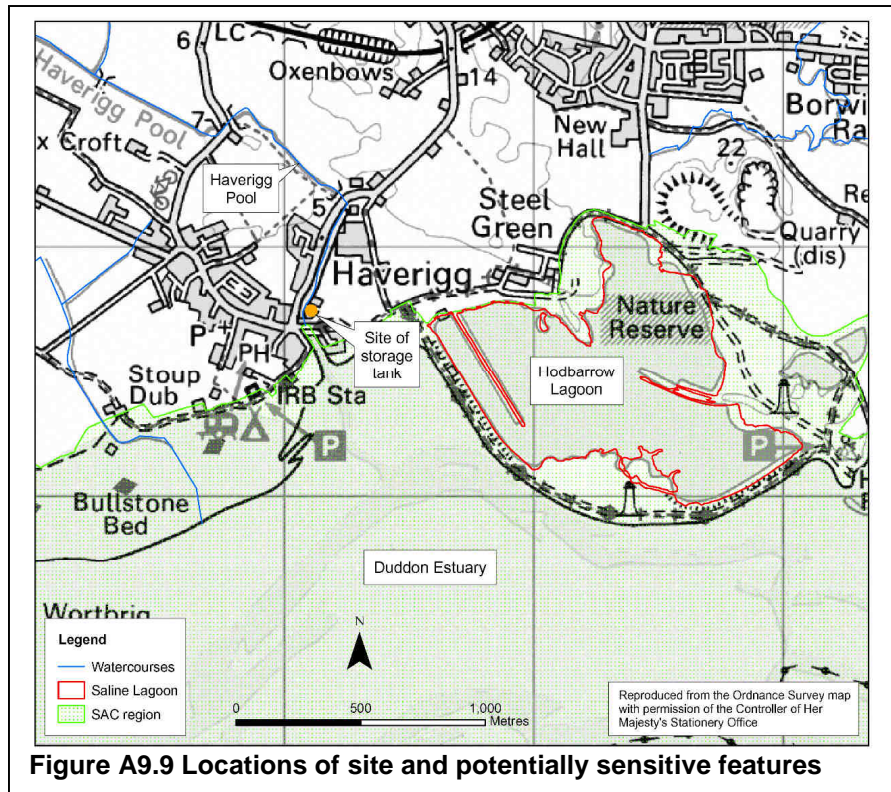 6
LC
Oxenbows
14
Haverigg Pool
7
x Croft
Haverigg
Pool
5
New
Hall
Borwi
Ra
22
Re
Steel
Green
Quarry
(dis)
Haverigg
Nature
Reserve
Site of
storage
tank
Hodbarrow
Lagoon
P
PH
Stoup
Dub
IRB Sta
P
P
H
Bullstone
Bed
Duddon Estuary
Wortbrig
N
Legend
Watercourses
Saline Lagoon
SAC region
0 500 1,000
Metres
Reproduced from the Ordnance Survey map
with permission of the Controller of Her
Majesty's Stationery Office
Figure A9.9 Locations of site and potentially sensitive features